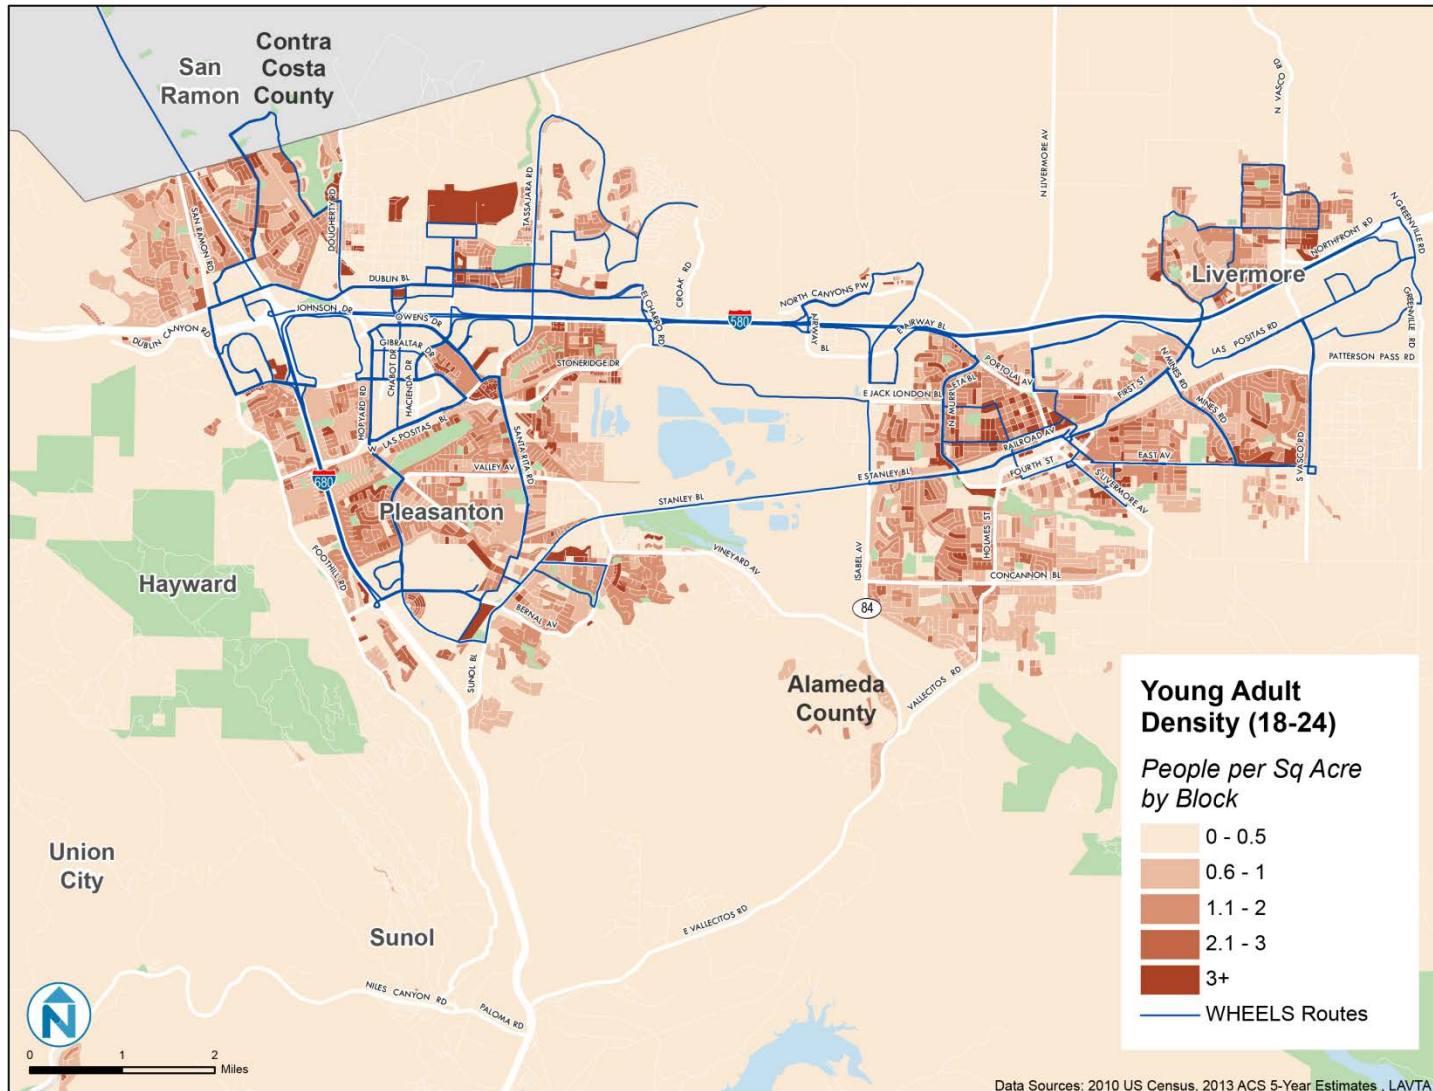 San
Ramon
Contra
Costa
County
N VASCO RD
N LIVERMORE AV
TASSAJARA RD
DOUGHERTY RD
SAN RAMON RD
N GREENVILLE RD
NORTHFRONT RD
Livermore
DUBLIN BL
CROAK RD
EL CHARRO RD
NORTH CANYONS PW
JOHNSON DR
OWENS DR
580
AIRWAY
BL
E AIRWAY BL
GREENVILLE RD
LAS POSITAS RD
DUBLIN CANYON RD
GIBRALTAR DR
CHABOT DR
HACIENDA DR
HOPYARD RD
STONERIDGE DR
PATTERSON PASS RD
PORTOLA AV
N MINES RD
FIRST ST
E JACK LONDON BL
N MURRIETA BL
MINES RD
W LAS POSITAS BL
SANTA RITA RD
RAILROAD AV
VALLEY AV
680
E STANLEY BL
FOURTH ST
EAST AV
S VASCO RD
STANLEY BL
S LIVERMORE AV
Pleasanton
HOLMES ST
FOOTHILL RD
VINEYARD AV
ISABEL AV
CONCANNON BL
Hayward
BERNAL AV
84
SUNOL BL
Alameda
County
VALLECITOS RD
Union
City
Sunol
E VALLECITOS RD
NILES CANYON RD
PALOMA RD
Young Adult
Density (18-24)
People per Sq Acre
by Block
0 - 0.5
0.6 - 1
1.1 - 2
2.1 - 3
3+
WHEELS Routes
N
0 1 2
Miles
Data Sources: 2010 US Census, 2013 ACS 5-Year Estimates , LAVTA